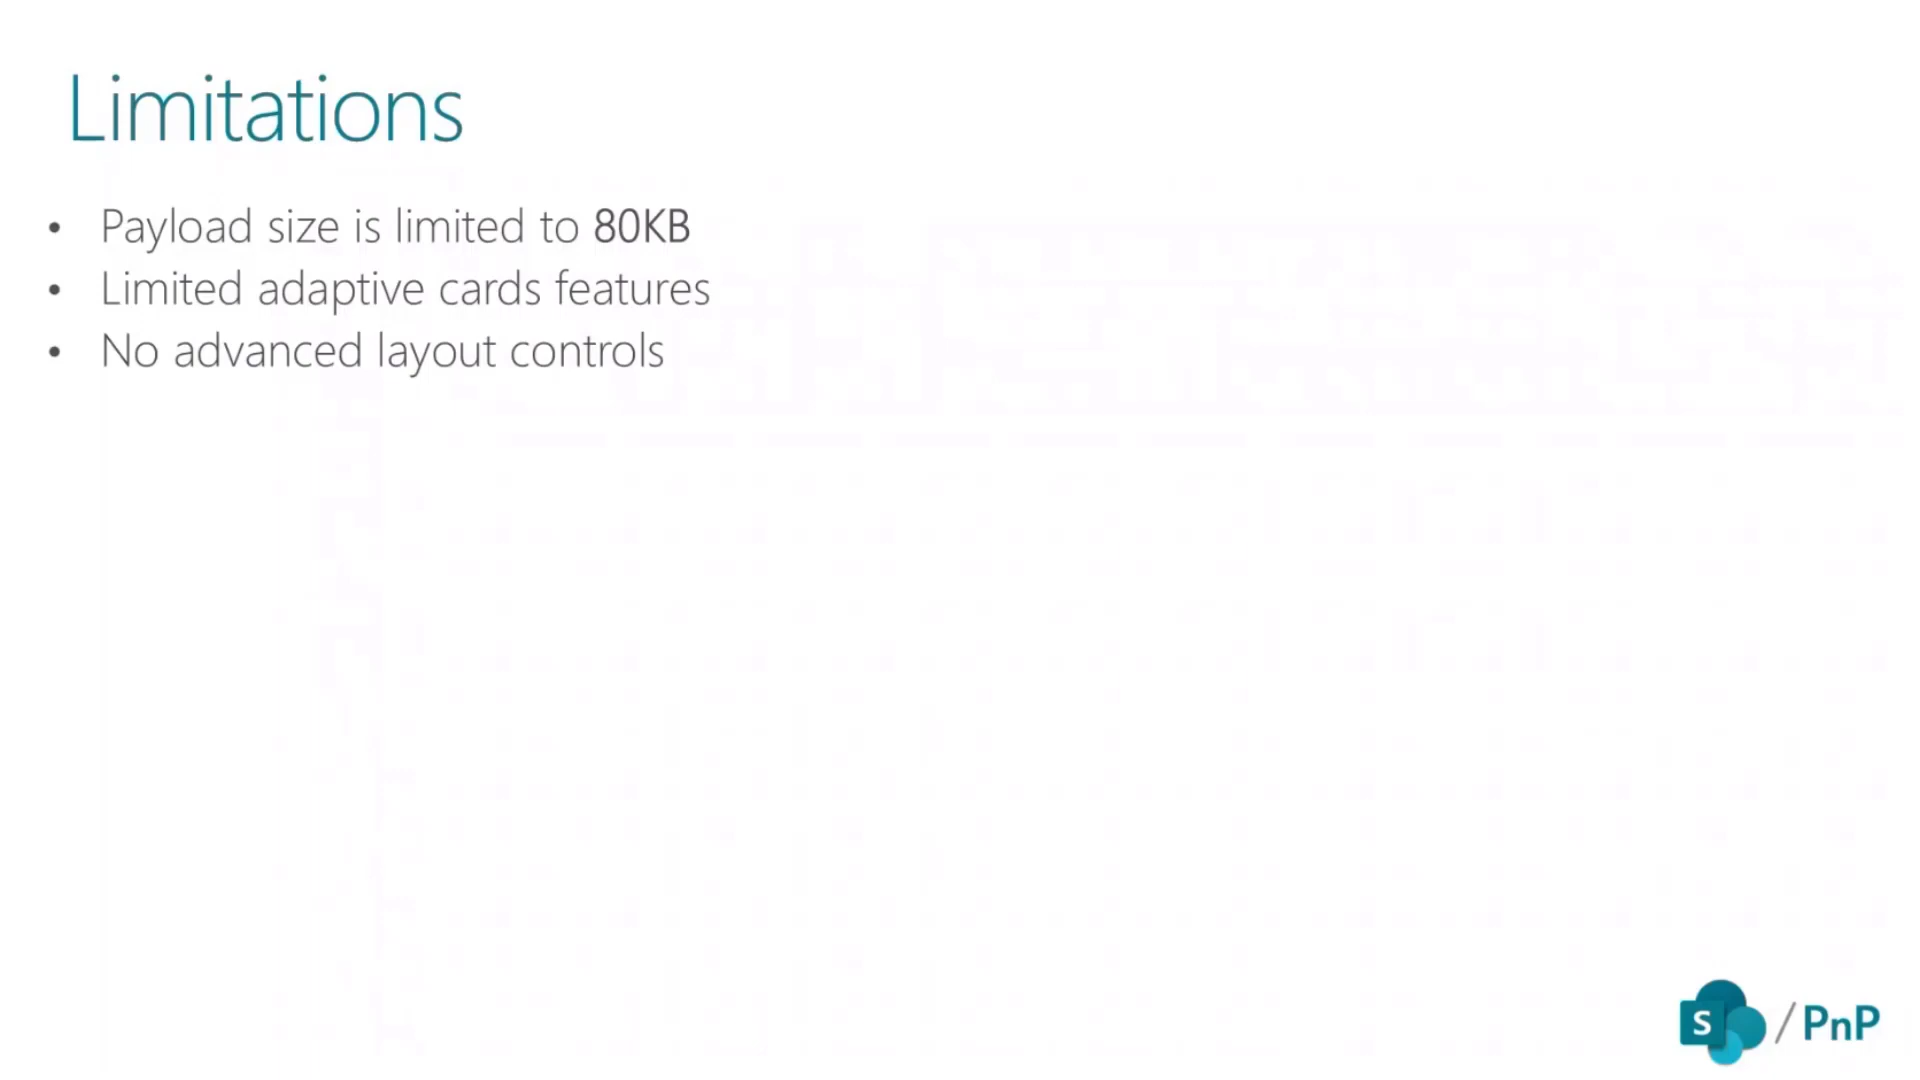 Limitations
• Payload size is limited to 80KB
• Limited adaptive cards features
• No advanced layout controls
S / PnP